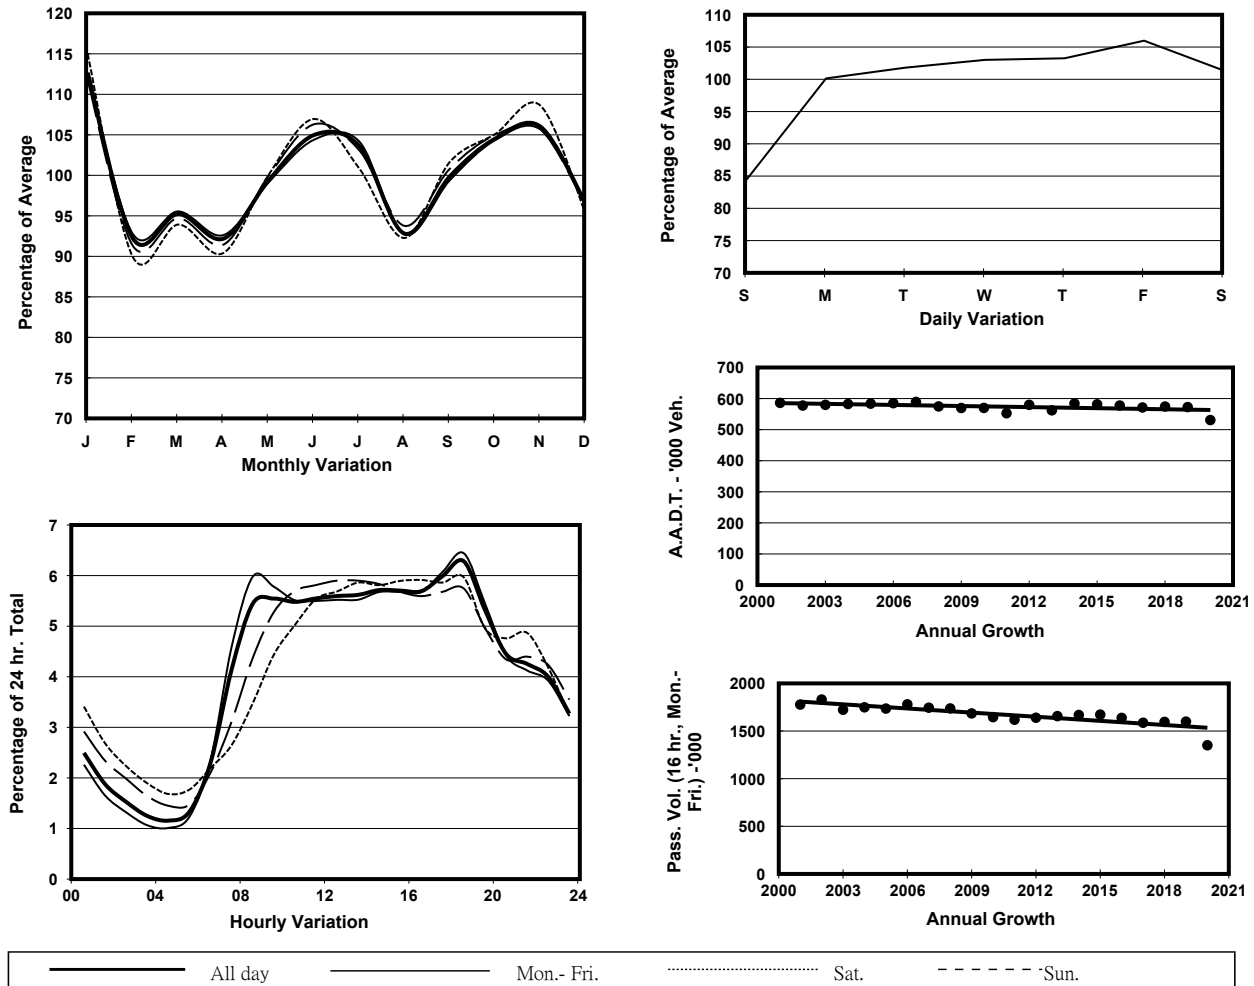 120
115
110
105
100
95
90
85
80
75
70
Percentage of Average
J F M A M J J A S O N D
Monthly Variation
110
105
100
95
90
85
80
75
70
Percentage of Average
S M T W T F S
Daily Variation
700
600
500
400
300
200
100
0
A.A.D.T. - '000 Veh.
2000 2003 2006 2009 2012 2015 2018 2021
Annual Growth
7
6
5
4
3
2
1
0
Percentage of 24 hr. Total
00 04 08 12 16 20 24
Hourly Variation
2000
1500
1000
500
0
Pass. Vol. (16 hr., Mon.-
Fri.) -'000
2000 2003 2006 2009 2012 2015 2018 2021
Annual Growth
All day Mon.- Fri. Sat. Sun.